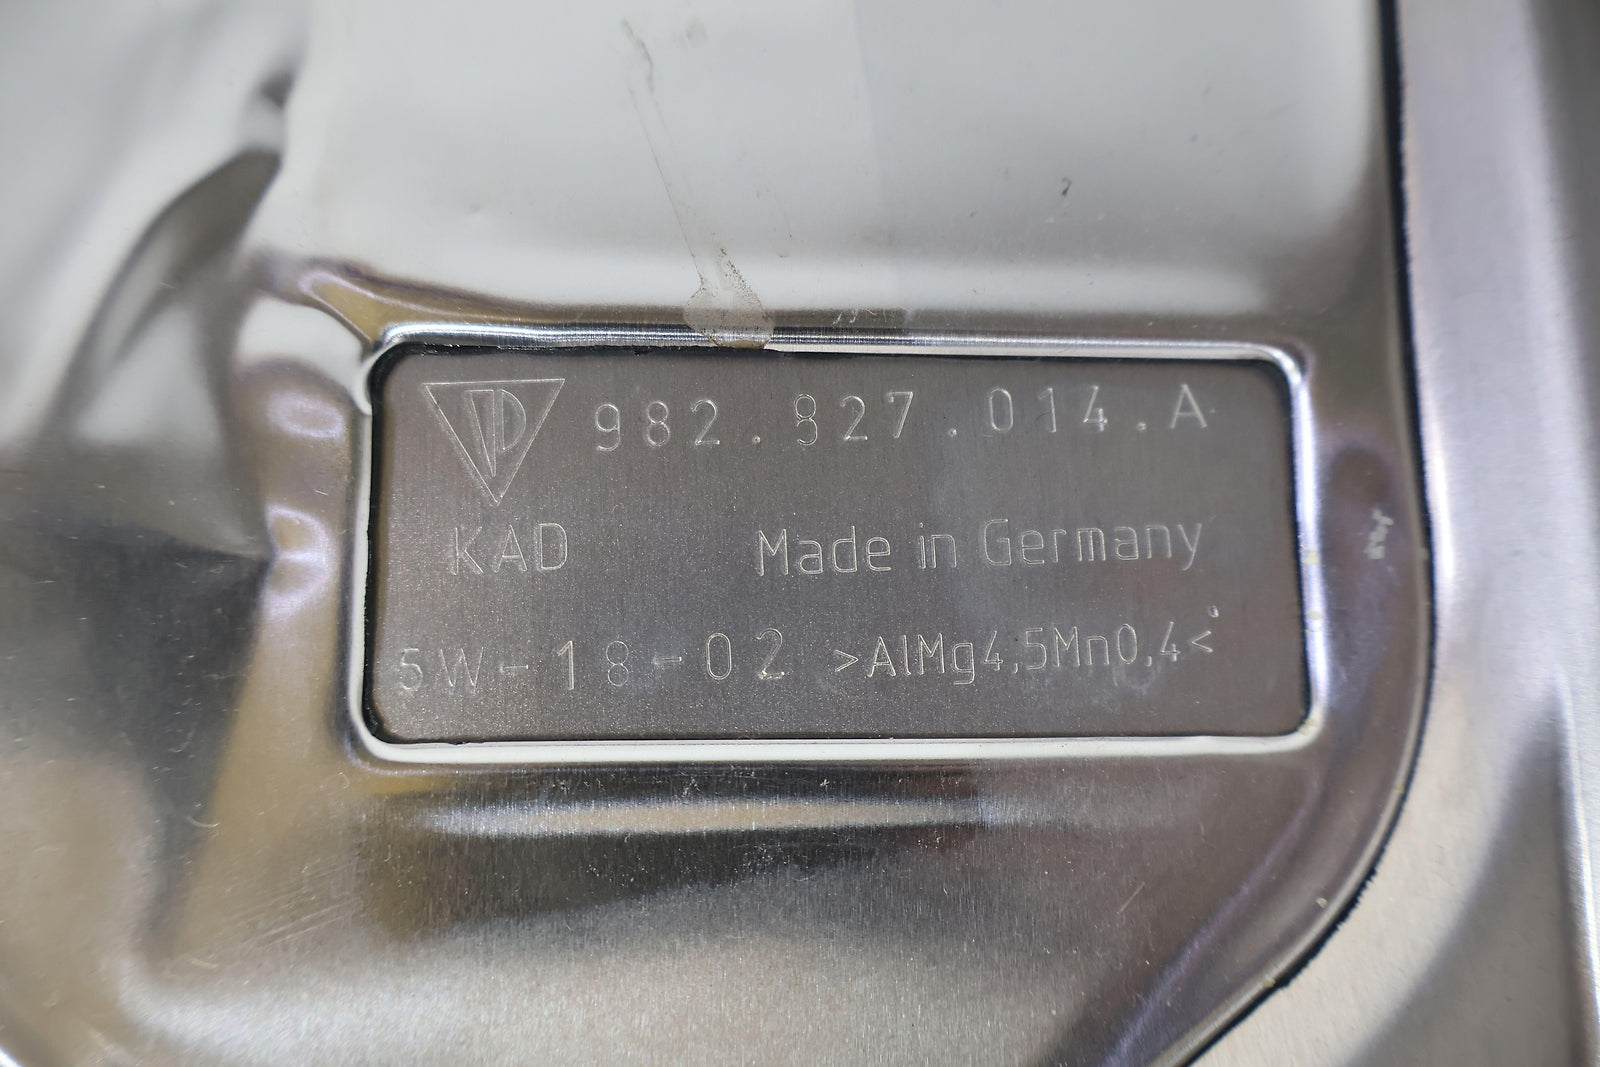 982.827.014.A
KAD Made in Germany
5W-18-02 >AlMg4,5Mn0,4<